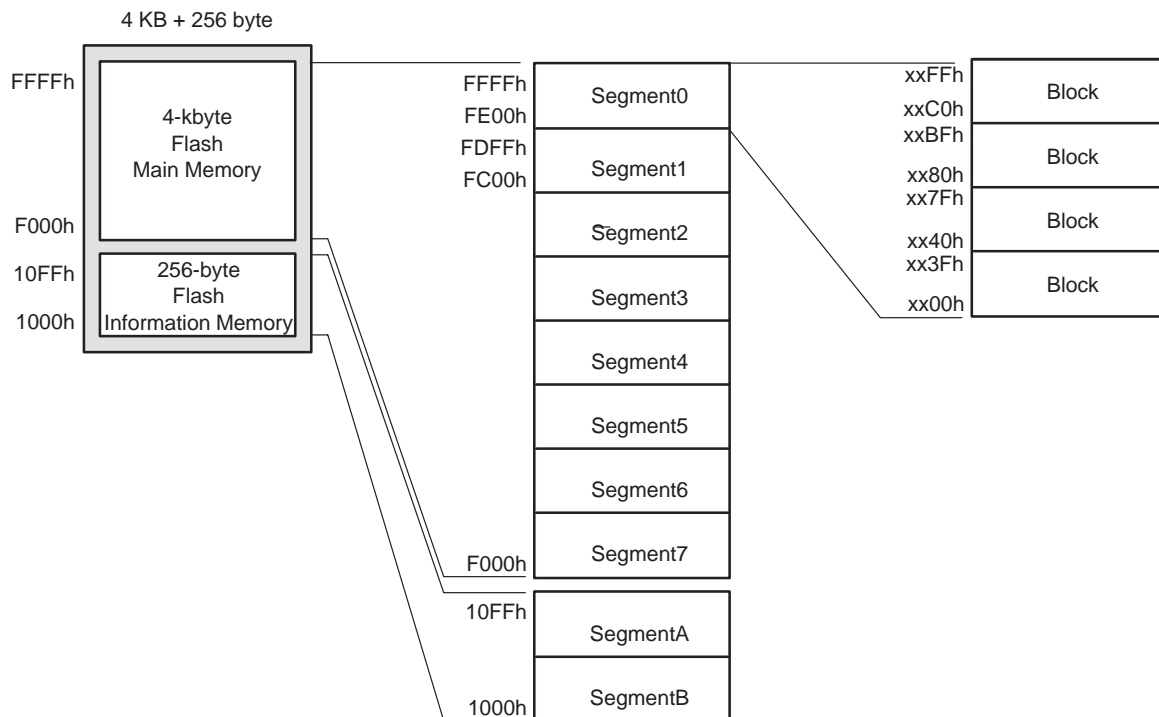 4 KB + 256 byte
FFFFh
4-kbyte
Flash
Main Memory
F000h
10FFh
256-byte
Flash
Information Memory
1000h
FFFFh
Segment0
FE00h
FDFFh
Segment1
FC00h
Segment2
Segment3
Segment4
Segment5
Segment6
Segment7
F000h
10FFh
SegmentA
SegmentB
1000h
xxFFh
Block
xxC0h
xxBFh
Block
xx80h
xx7Fh
Block
xx40h
xx3Fh
Block
xx00h